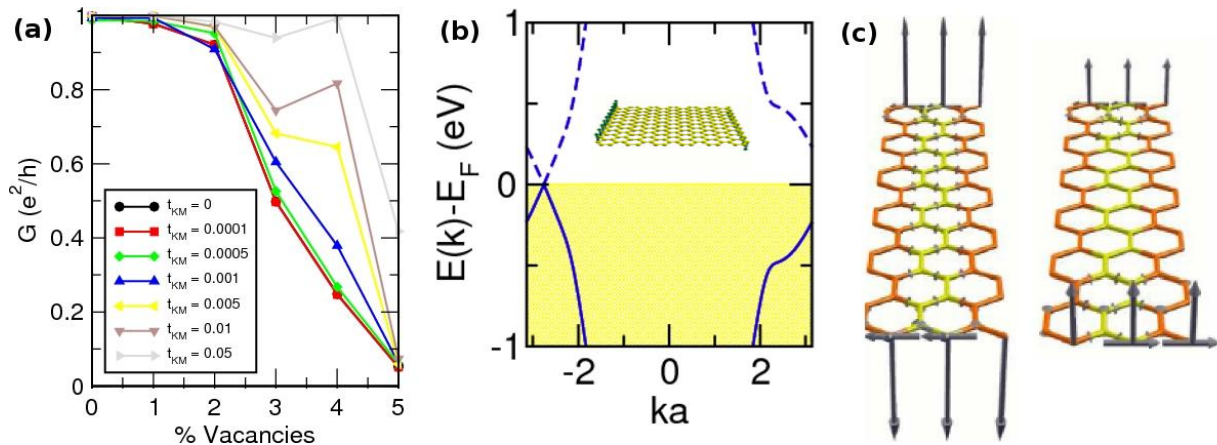 (a)
G (e²/h)
1
0.8
0.6
0.4
0.2
0
t_KM = 0
t_KM = 0.0001
t_KM = 0.0005
t_KM = 0.001
t_KM = 0.005
t_KM = 0.01
t_KM = 0.05
0 1 2 3 4 5
% Vacancies
(b)
E(k)-E_F (eV)
1
0
-1
-2 0 2
ka
(c)